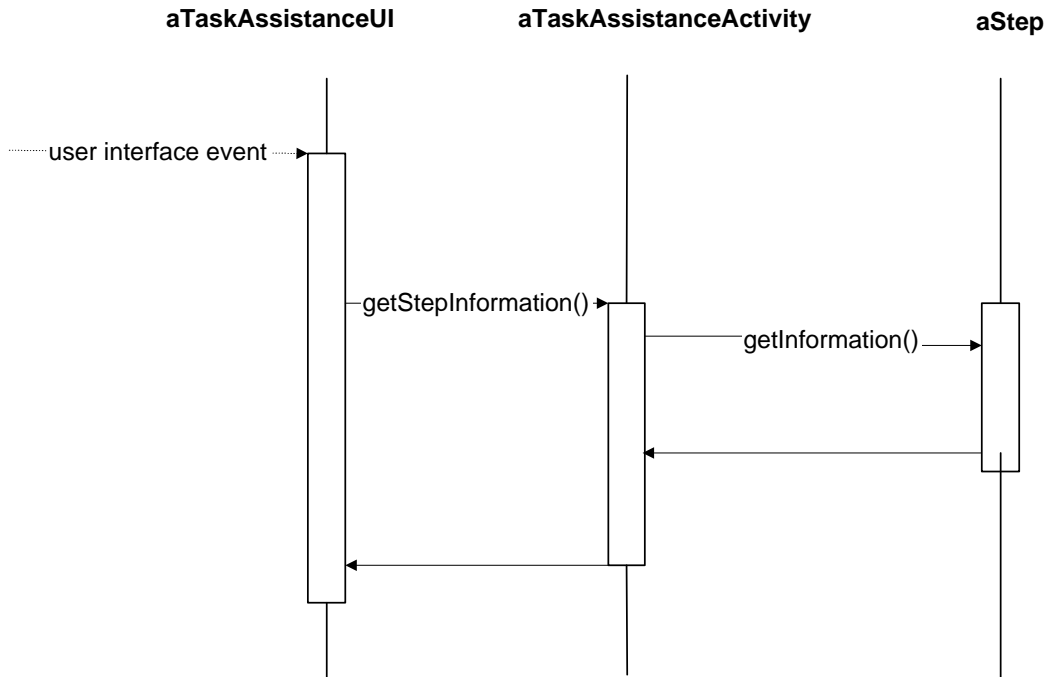 aTaskAssistanceUI
aTaskAssistanceActivity
aStep
user interface event
getStepInformation()
getInformation()